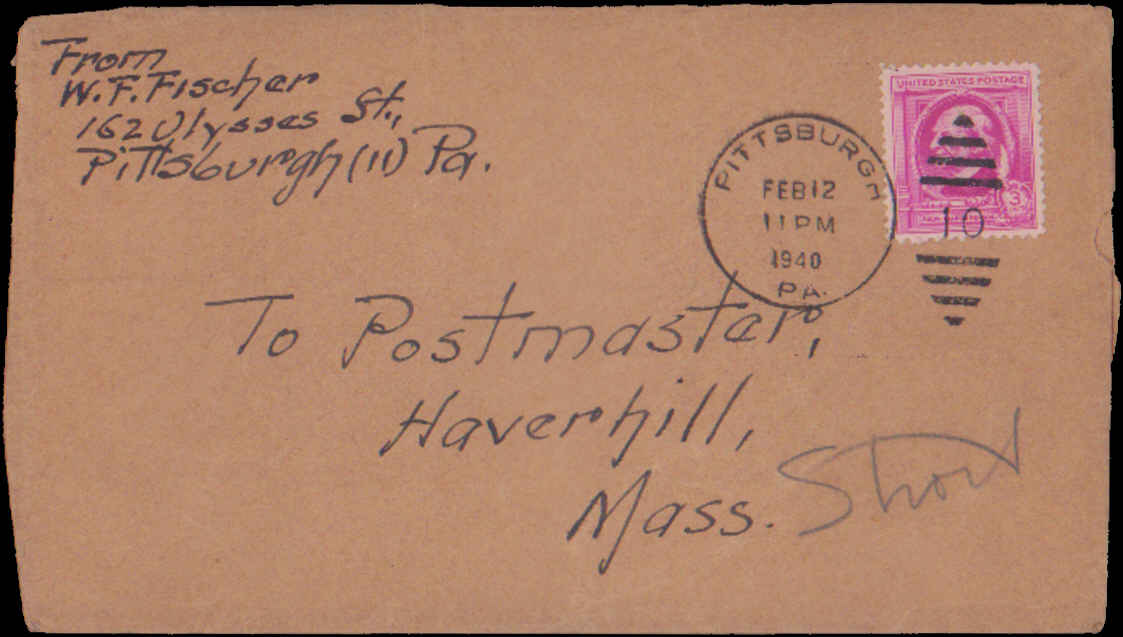 From
W. F. Fischer
162 Ulysses St.,
Pittsburgh (11) Pa.
UNITED STATES POSTAGE
3
PITTSBURGH
FEB 12
11 PM
1940
PA.
10
To Postmaster,
Haverhill,
Mass.
Short